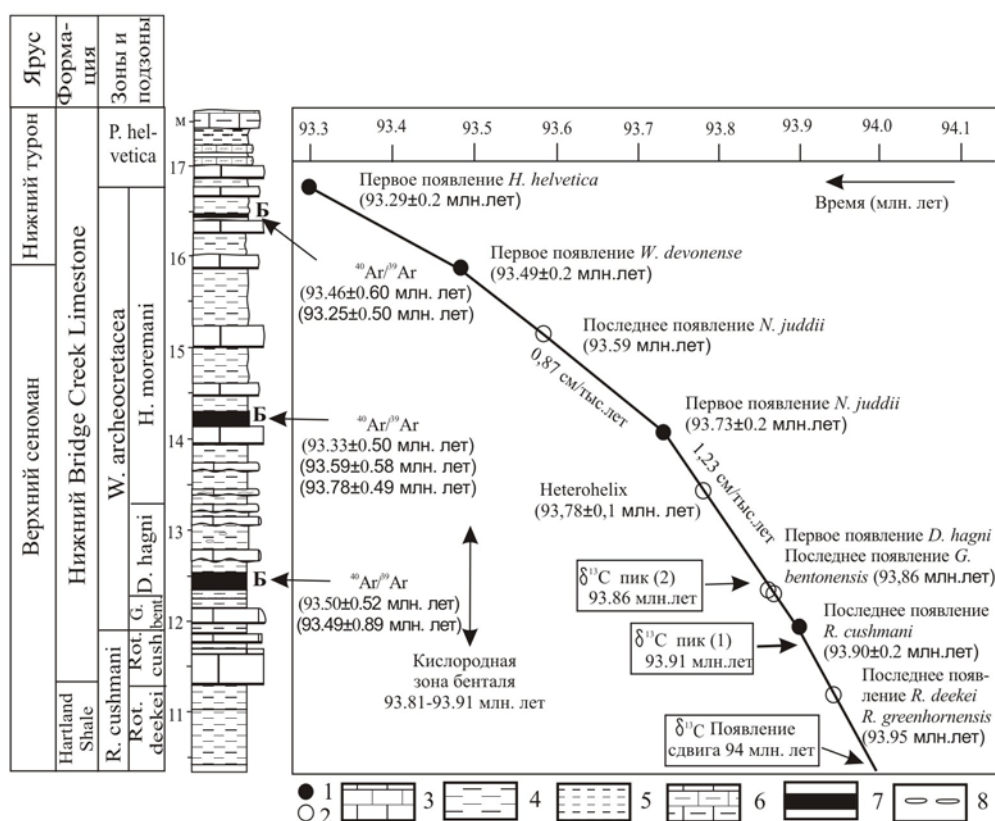 Ярус
Форма-
ция
Зоны и
подзоны
Нижний турон
Верхний сеноман
Нижний Bridge Creek Limestone
Hartland
Shale
P. hel-
vetica
W. archeocretacea
R. cushmani
H. moremani
D. hagni
G.
bent.
Rot.
cush
Rot.
deekei
м
17
16
15
14
13
12
11
Б
Б
Б
93.3 93.4 93.5 93.6 93.7 93.8 93.9 94.0 94.1
Время (млн. лет)
Первое появление H. helvetica
(93.29±0.2 млн.лет)
Первое появление W. devonense
(93.49±0.2 млн.лет)
⁴⁰Ar/³⁹Ar
(93.46±0.60 млн. лет)
(93.25±0.50 млн. лет)
Последнее появление N. juddii
(93.59 млн.лет)
0,87 см/тыс.лет
Первое появление N. juddii
(93.73±0.2 млн.лет)
⁴⁰Ar/³⁹Ar
(93.33±0.50 млн. лет)
(93.59±0.58 млн. лет)
(93.78±0.49 млн. лет)
1,23 см/тыс.лет
Heterohelix
(93,78±0,1 млн.лет)
Первое появление D. hagni
Последнее появление G.
bentonensis (93,86 млн.лет)
δ¹³C пик (2)
93.86 млн.лет
⁴⁰Ar/³⁹Ar
(93.50±0.52 млн. лет)
(93.49±0.89 млн. лет)
Последнее появление
R. cushmani
(93.90±0.2 млн.лет)
δ¹³C пик (1)
93.91 млн.лет
Кислородная
зона бенталя
93.81-93.91 млн. лет
Последнее появ-
ление R. deekei
R. greenhornensis
(93.95 млн.лет)
δ¹³C Появление
сдвига 94 млн. лет
1
2
3 4 5 6 7 8